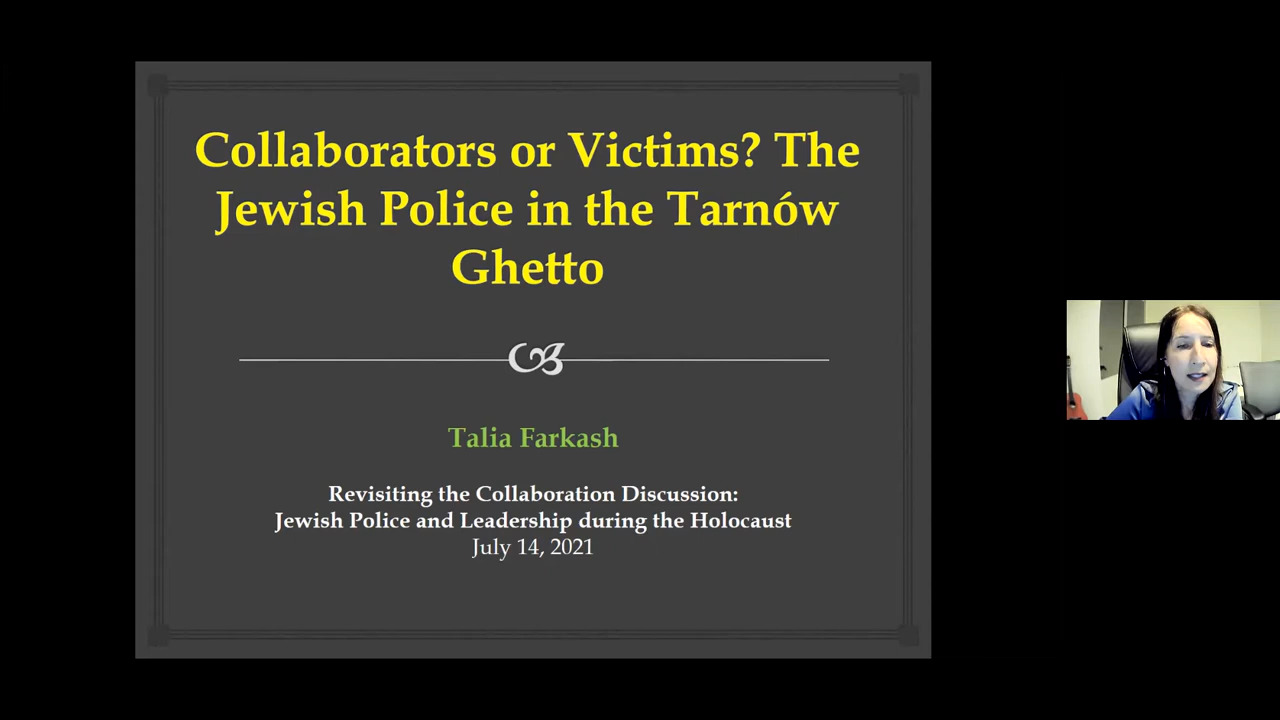 Collaborators or Victims? The
Jewish Police in the Tarnów
Ghetto
Talia Farkash
Revisiting the Collaboration Discussion:
Jewish Police and Leadership during the Holocaust
July 14, 2021